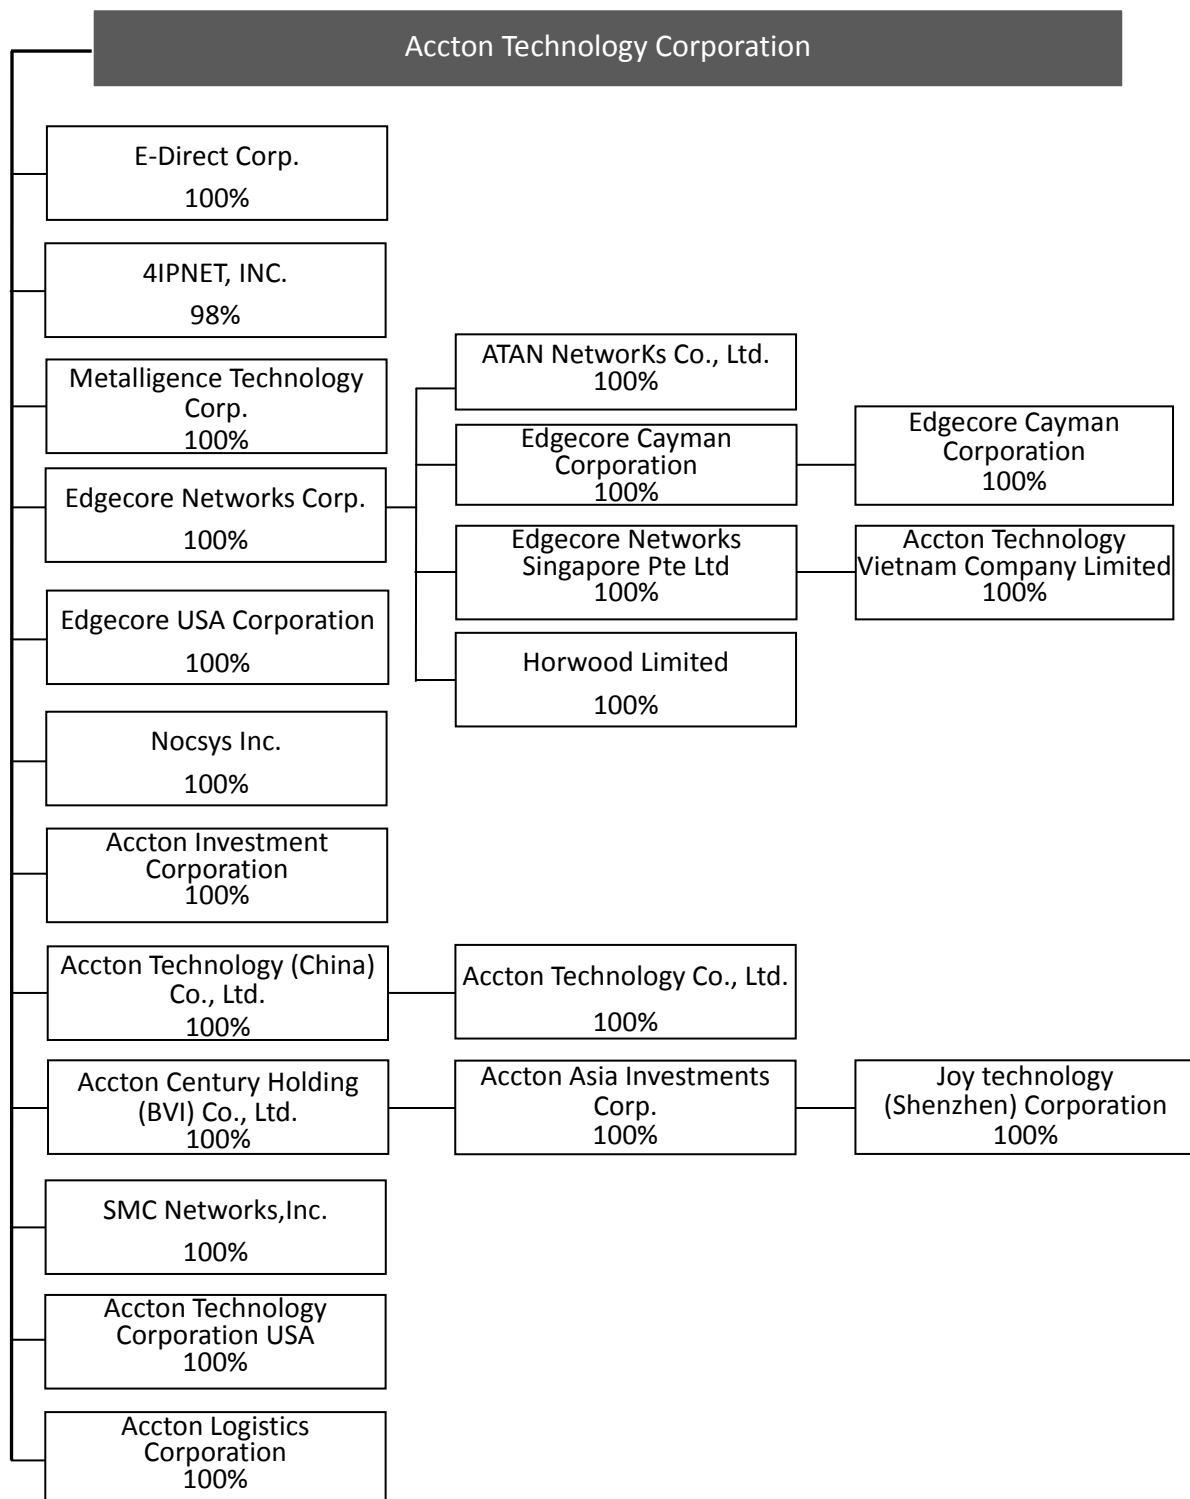 Accton Technology Corporation
E-Direct Corp.
100%
4IPNET, INC.
98%
Metalligence Technology
Corp.
100%
Edgecore Networks Corp.
100%
ATAN NetworKs Co., Ltd.
100%
Edgecore Cayman
Corporation
100%
Edgecore Cayman
Corporation
100%
Edgecore Networks
Singapore Pte Ltd
100%
Accton Technology
Vietnam Company Limited
100%
Horwood Limited
100%
Edgecore USA Corporation
100%
Nocsys Inc.
100%
Accton Investment
Corporation
100%
Accton Technology (China)
Co., Ltd.
100%
Accton Technology Co., Ltd.
100%
Accton Century Holding
(BVI) Co., Ltd.
100%
Accton Asia Investments
Corp.
100%
Joy technology
(Shenzhen) Corporation
100%
SMC Networks,Inc.
100%
Accton Technology
Corporation USA
100%
Accton Logistics
Corporation
100%